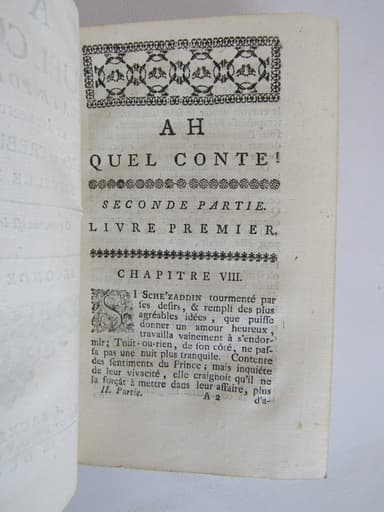 AH
QUEL CONTE!
SECONDE PARTIE.
LIVRE PREMIER.
CHAPITRE VIII.
SI SCHE'ZADDIN tourmenté par
ses desirs, & rempli des plus
agréables idées, que puisse
donner un amour heureux,
travailla vainement à s'endor-
mir; Tout-ou-rien, de son côté, ne pas-
sa pas une nuit plus tranquile. Contente
des sentimens du Prince; mais inquiéte
de leur vivacité, elle craignoit qu'il ne
la forçât à mettre dans leur affaire, plus
II. Partie. A 2 d'a-